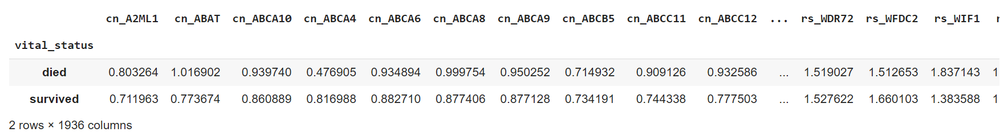 cn_A2ML1 cn_ABAT cn_ABCA10 cn_ABCA4 cn_ABCA6 cn_ABCA8 cn_ABCA9 cn_ABCB5 cn_ABCC11 cn_ABCC12 ... rs_WDR72 rs_WFDC2 rs_WIF1
vital_status
died 0.803264 1.016902 0.939740 0.476905 0.934894 0.999754 0.950252 0.714932 0.909126 0.932586 ... 1.519027 1.512653 1.837143 1
survived 0.711963 0.773674 0.860889 0.816988 0.882710 0.877406 0.877128 0.734191 0.744338 0.777503 ... 1.527622 1.660103 1.383588 1
2 rows × 1936 columns